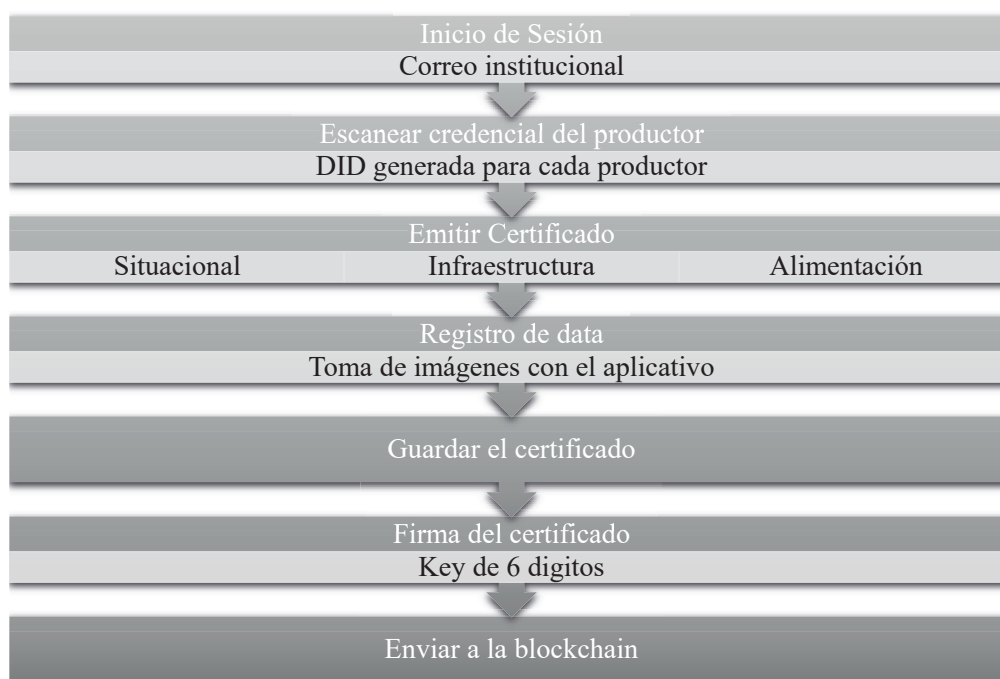 Inicio de Sesión
Correo institucional
Escanear credencial del productor
DID generada para cada productor
Emitir Certificado
Situacional Infraestructura Alimentación
Registro de data
Toma de imágenes con el aplicativo
Guardar el certificado
Firma del certificado
Key de 6 digitos
Enviar a la blockchain